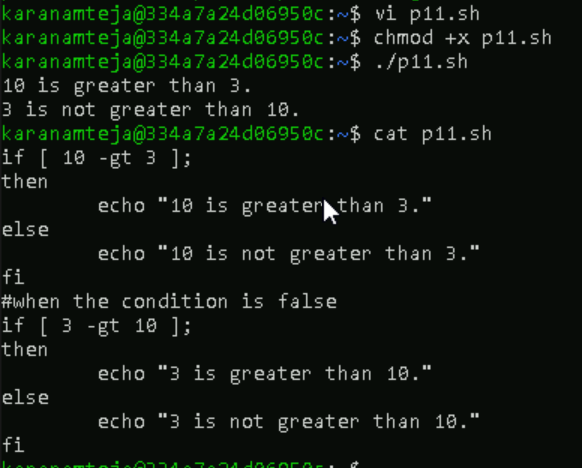 karanamteja@334a7a24d06950c:~$ vi p11.sh
karanamteja@334a7a24d06950c:~$ chmod +x p11.sh
karanamteja@334a7a24d06950c:~$ ./p11.sh
10 is greater than 3.
3 is not greater than 10.
karanamteja@334a7a24d06950c:~$ cat p11.sh
if [ 10 -gt 3 ];
then
        echo "10 is greater than 3."
else
        echo "10 is not greater than 3."
fi
#when the condition is false
if [ 3 -gt 10 ];
then
        echo "3 is greater than 10."
else
        echo "3 is not greater than 10."
fi